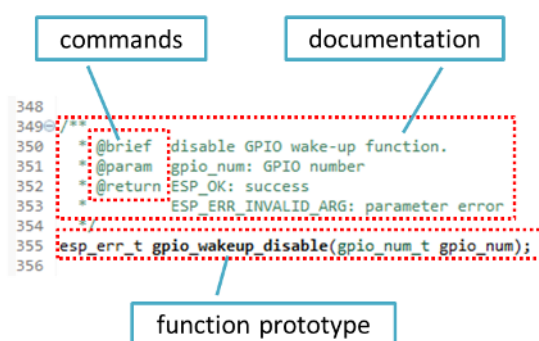 commands
documentation
348
349 /**
350 * @brief disable GPIO wake-up function.
351 * @param gpio_num: GPIO number
352 * @return ESP_OK: success
353 * ESP_ERR_INVALID_ARG: parameter error
354 */
355 esp_err_t gpio_wakeup_disable(gpio_num_t gpio_num);
356
function prototype